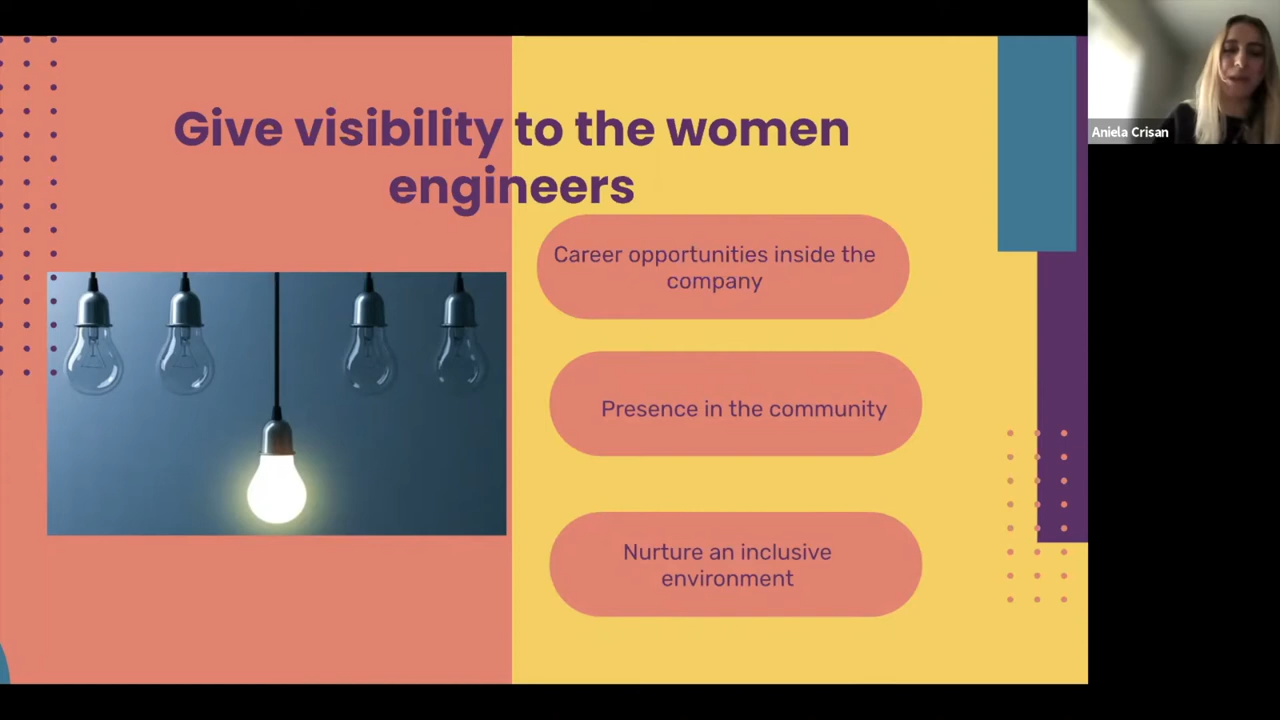 Give visibility to the women
engineers
Career opportunities inside the
company
Presence in the community
Nurture an inclusive
environment
Aniela Crisan